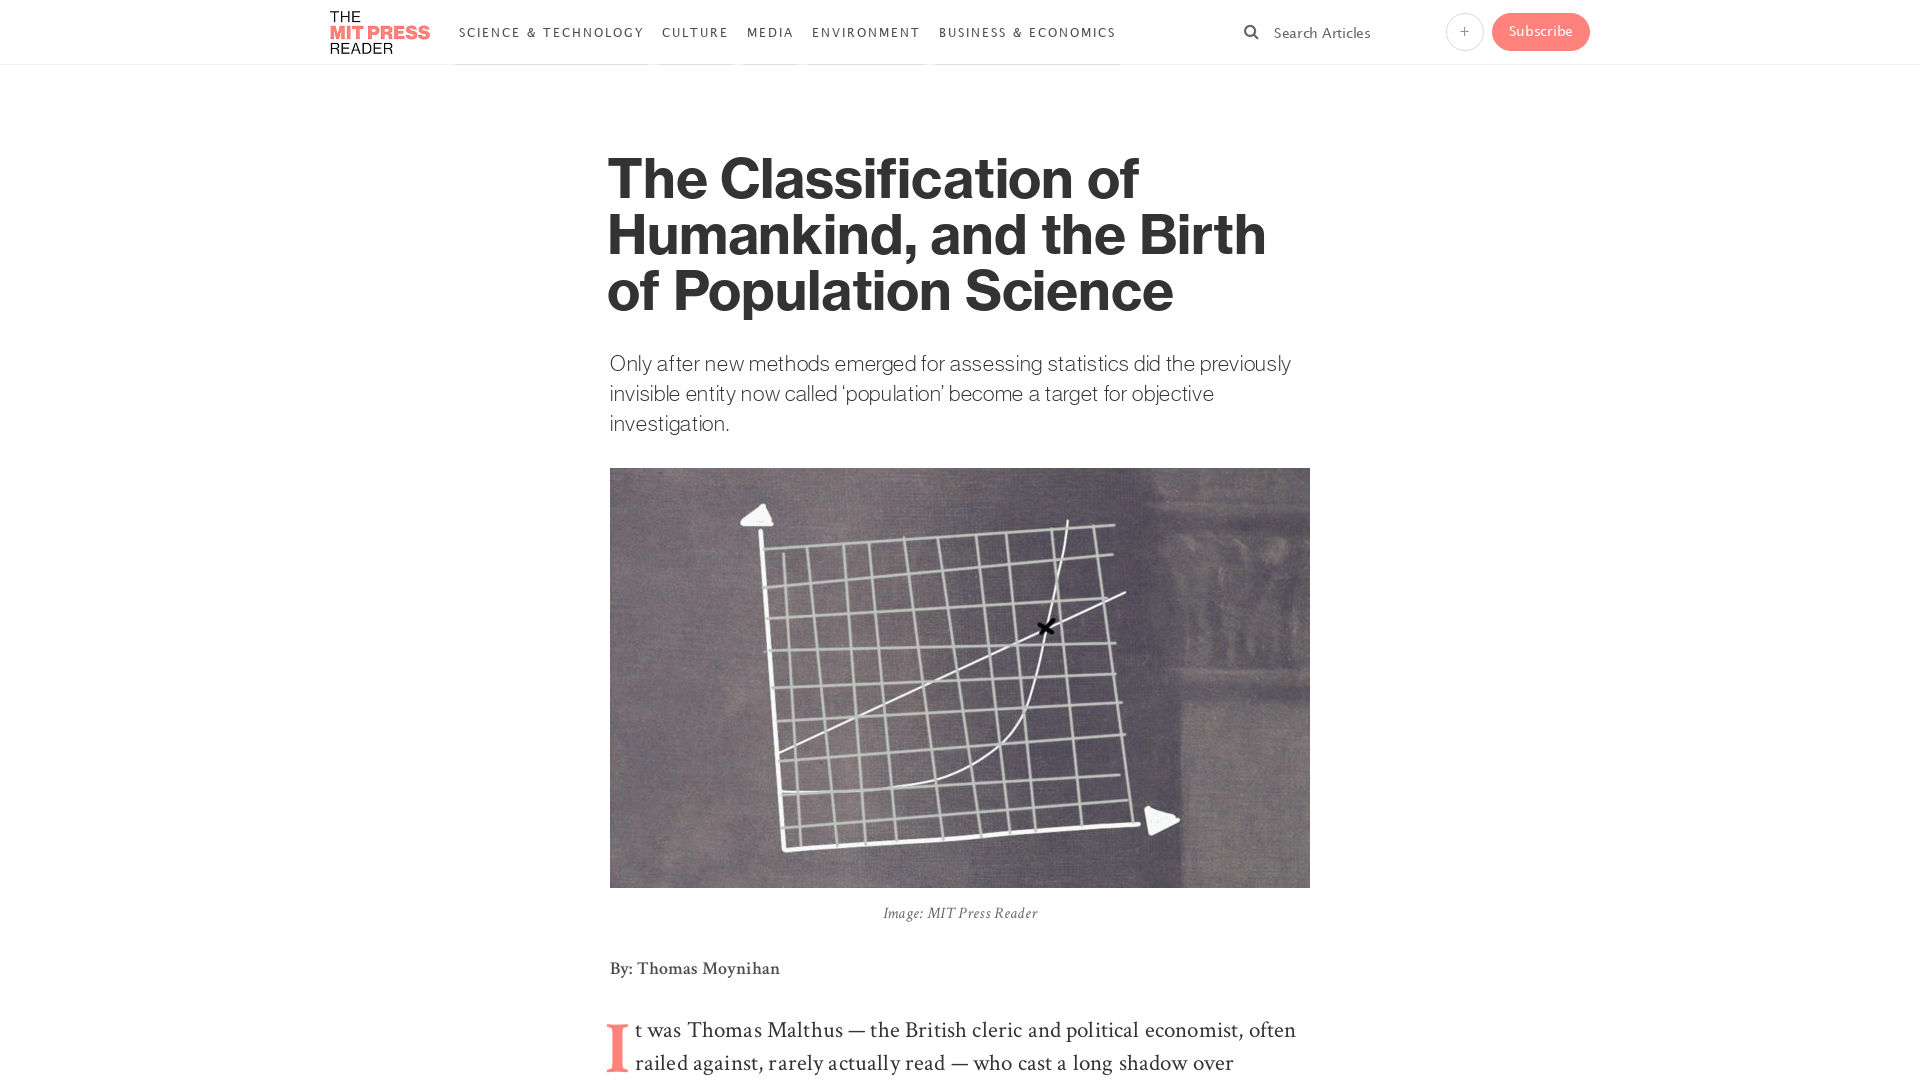 THE
MIT PRESS
READER
SCIENCE & TECHNOLOGY CULTURE MEDIA ENVIRONMENT BUSINESS & ECONOMICS
Search Articles
+
Subscribe
The Classification of
Humankind, and the Birth
of Population Science
Only after new methods emerged for assessing statistics did the previously
invisible entity now called ‘population’ become a target for objective
investigation.
Image: MIT Press Reader
By: Thomas Moynihan
It was Thomas Malthus — the British cleric and political economist, often
railed against, rarely actually read — who cast a long shadow over